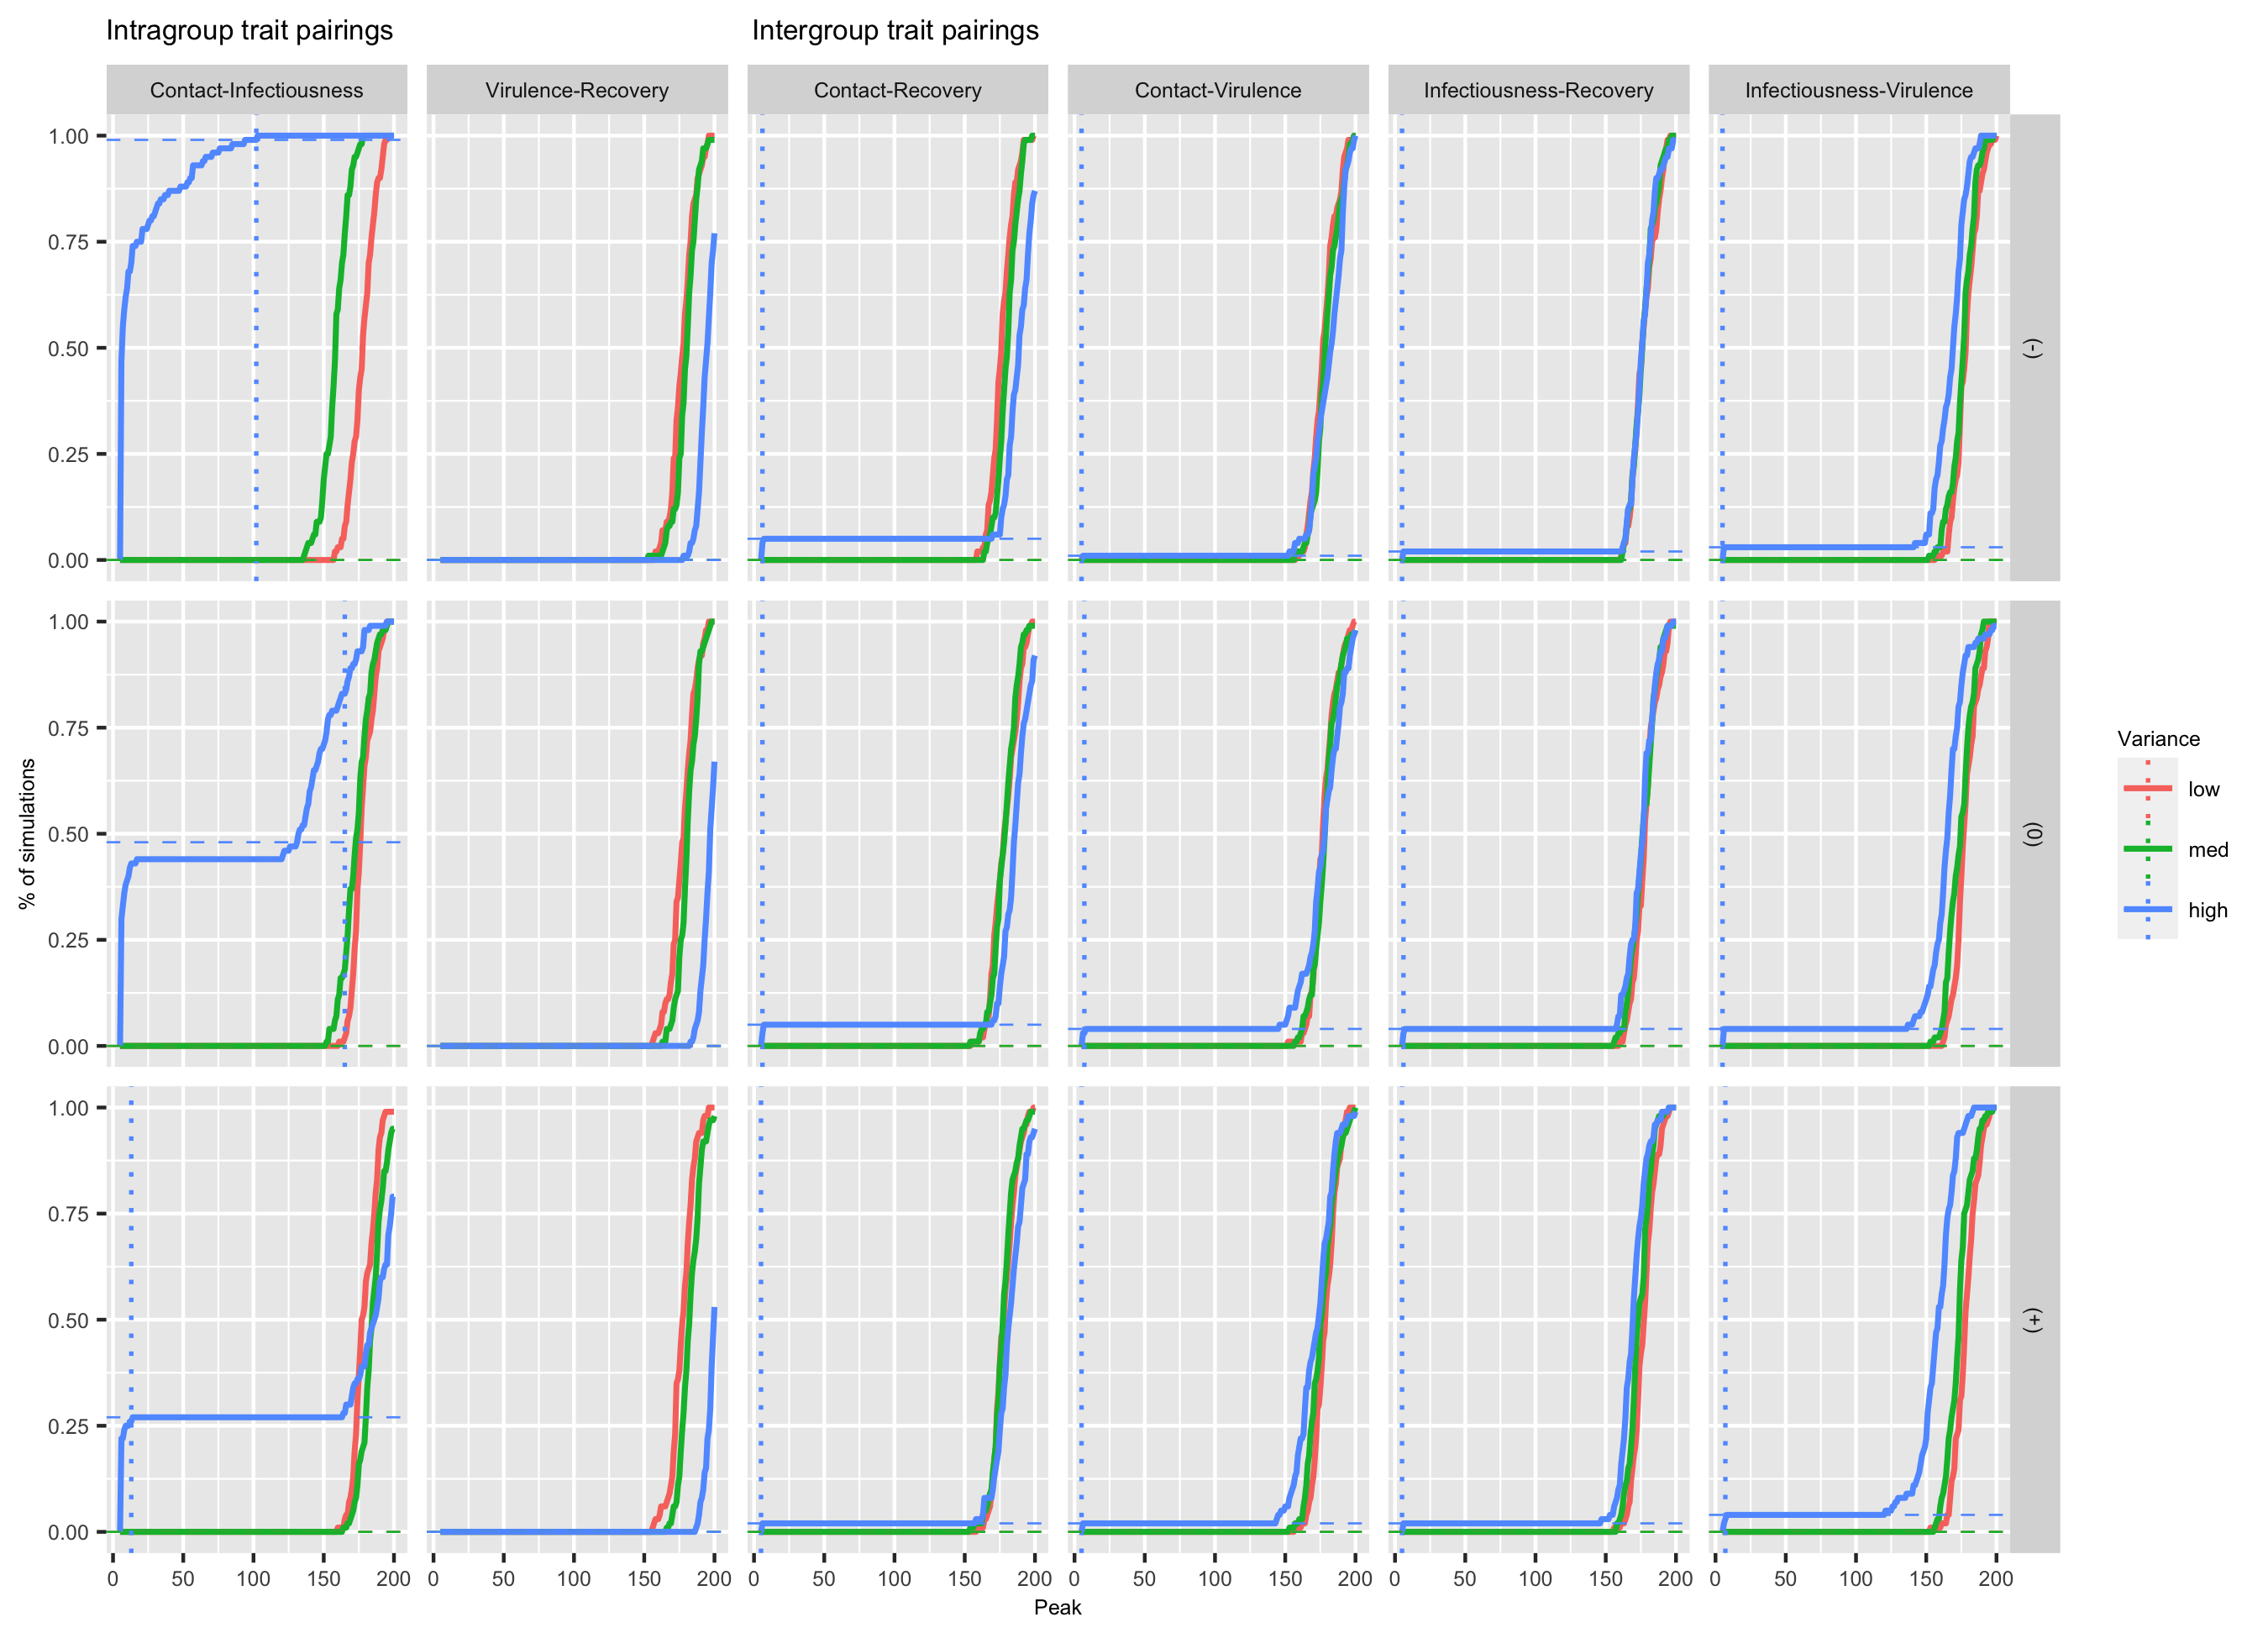 Intragroup trait pairings Intergroup trait pairings
Contact-Infectiousness Virulence-Recovery Contact-Recovery Contact-Virulence Infectiousness-Recovery Infectiousness-Virulence
1.00
0.75
0.50
0.25
0.00
(-)
1.00
0.75
0.50
0.25
0.00
(0)
1.00
0.75
0.50
0.25
0.00
(+)
% of simulations
0 50 100 150 200 0 50 100 150 200 0 50 100 150 200 0 50 100 150 200 0 50 100 150 200 0 50 100 150 200
Peak
Variance
low
med
high